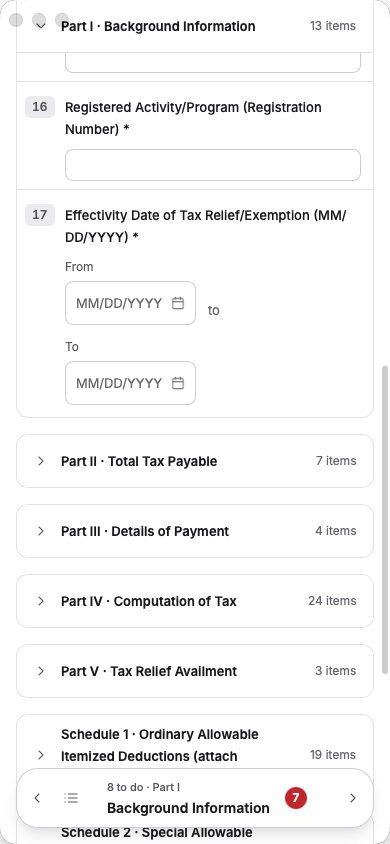 Part I · Background Information
13 items
16
Registered Activity/Program (Registration
Number) *
17
Effectivity Date of Tax Relief/Exemption (MM/
DD/YYYY) *
From
MM/DD/YYYY
to
To
MM/DD/YYYY
Part II · Total Tax Payable
7 items
Part III · Details of Payment
4 items
Part IV · Computation of Tax
24 items
Part V · Tax Relief Availment
3 items
Schedule 1 · Ordinary Allowable
Itemized Deductions (attach
19 items
8 to do · Part I
Background Information
7
Schedule 2 · Special Allowable